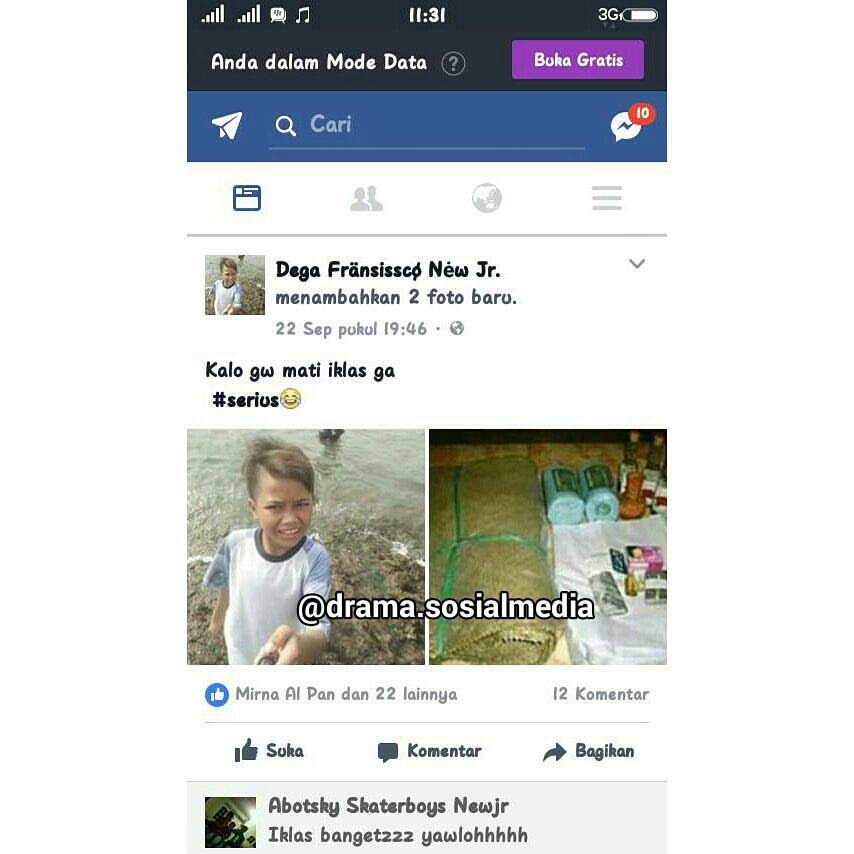 11:31
3G
Anda dalam Mode Data ?
Buka Gratis
Cari
10
Dega Fränsisscø Nėw Jr.
menambahkan 2 foto baru.
22 Sep pukul 19:46 ·
Kalo gw mati iklas ga
#serius😂
@drama.sosialmedia
Mirna Al Pan dan 22 lainnya
12 Komentar
Suka
Komentar
Bagikan
Abotsky Skaterboys Newjr
Iklas bangetzzz yawlohhhhh